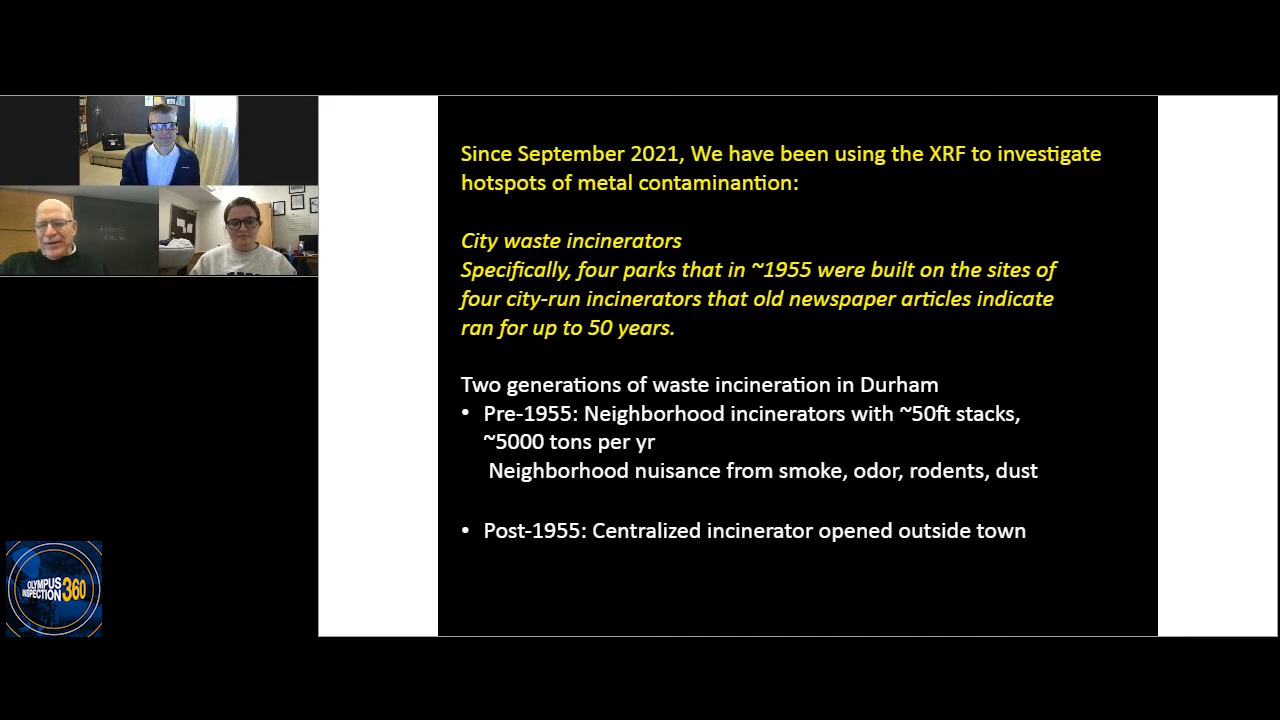 Since September 2021, We have been using the XRF to investigate
hotspots of metal contaminantion:
City waste incinerators
Specifically, four parks that in ~1955 were built on the sites of
four city-run incinerators that old newspaper articles indicate
ran for up to 50 years.
Two generations of waste incineration in Durham
• Pre-1955: Neighborhood incinerators with ~50ft stacks,
~5000 tons per yr
Neighborhood nuisance from smoke, odor, rodents, dust
• Post-1955: Centralized incinerator opened outside town
OLYMPUS
INSPECTION 360